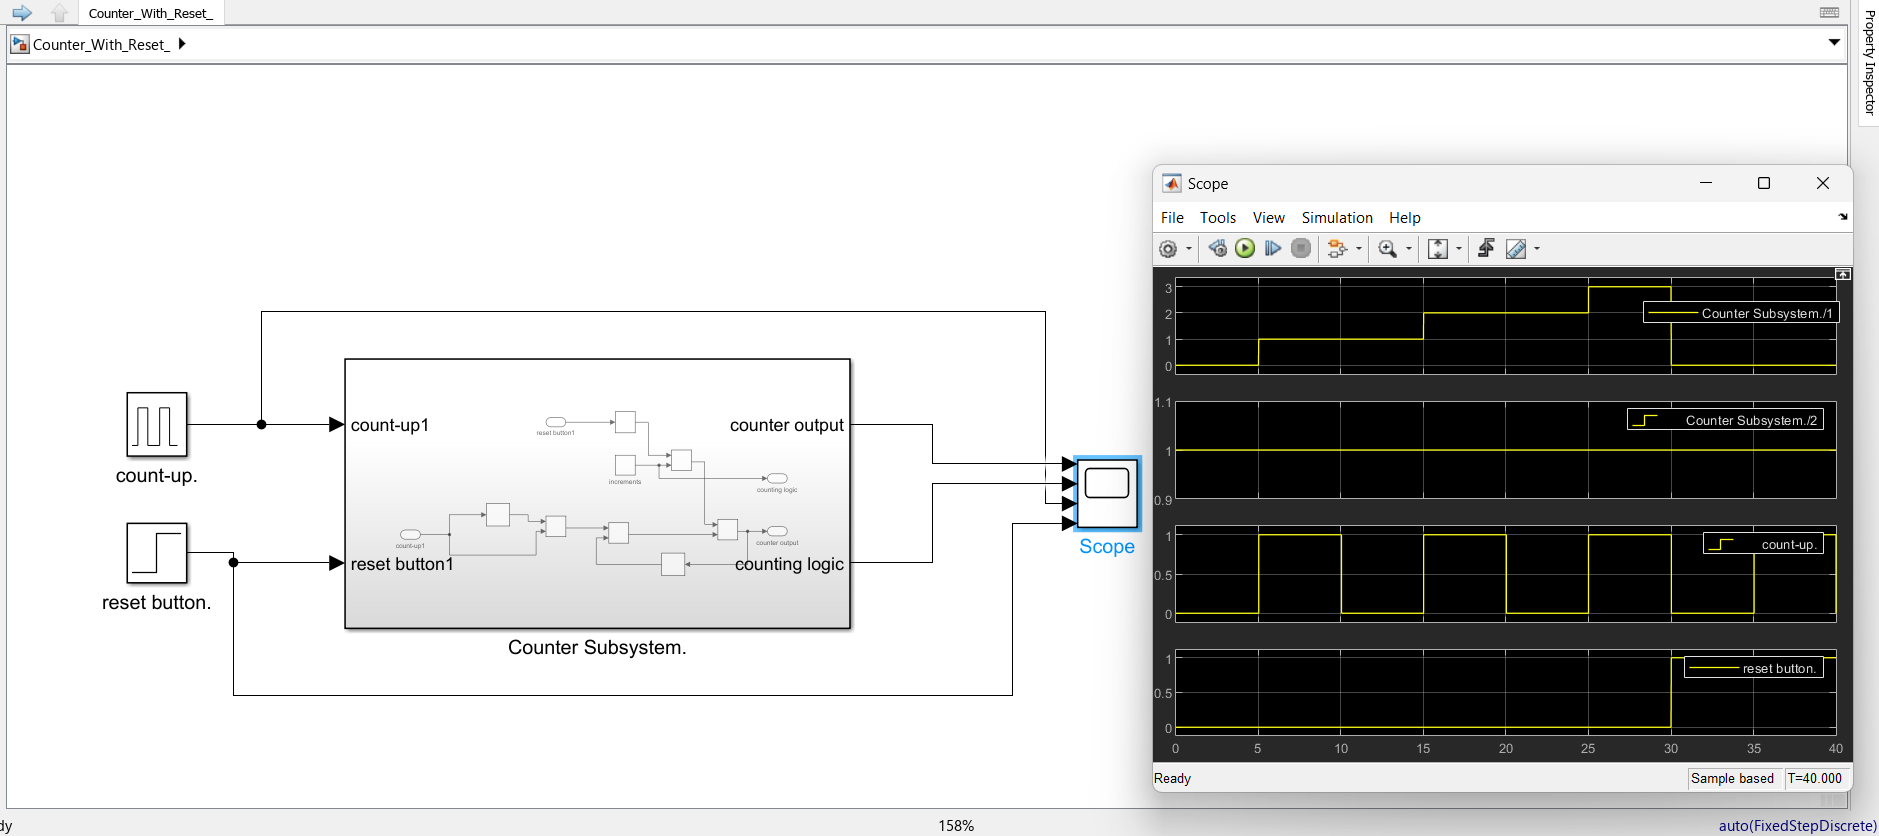 Counter_With_Reset_
Counter_With_Reset_
Property Inspector
count-up.
reset button.
count-up1
reset button1
counter output
counting logic
reset button1
increments
counting logic
count-up1
counter output
Counter Subsystem.
Scope
Scope
File Tools View Simulation Help
3
2
1
0
Counter Subsystem./1
1.1
1
0.9
Counter Subsystem./2
1
0.5
0
count-up.
1
0.5
0
reset button.
0 5 10 15 20 25 30 35 40
Ready
Sample based
T=40.000
dy
158%
auto(FixedStepDiscrete)